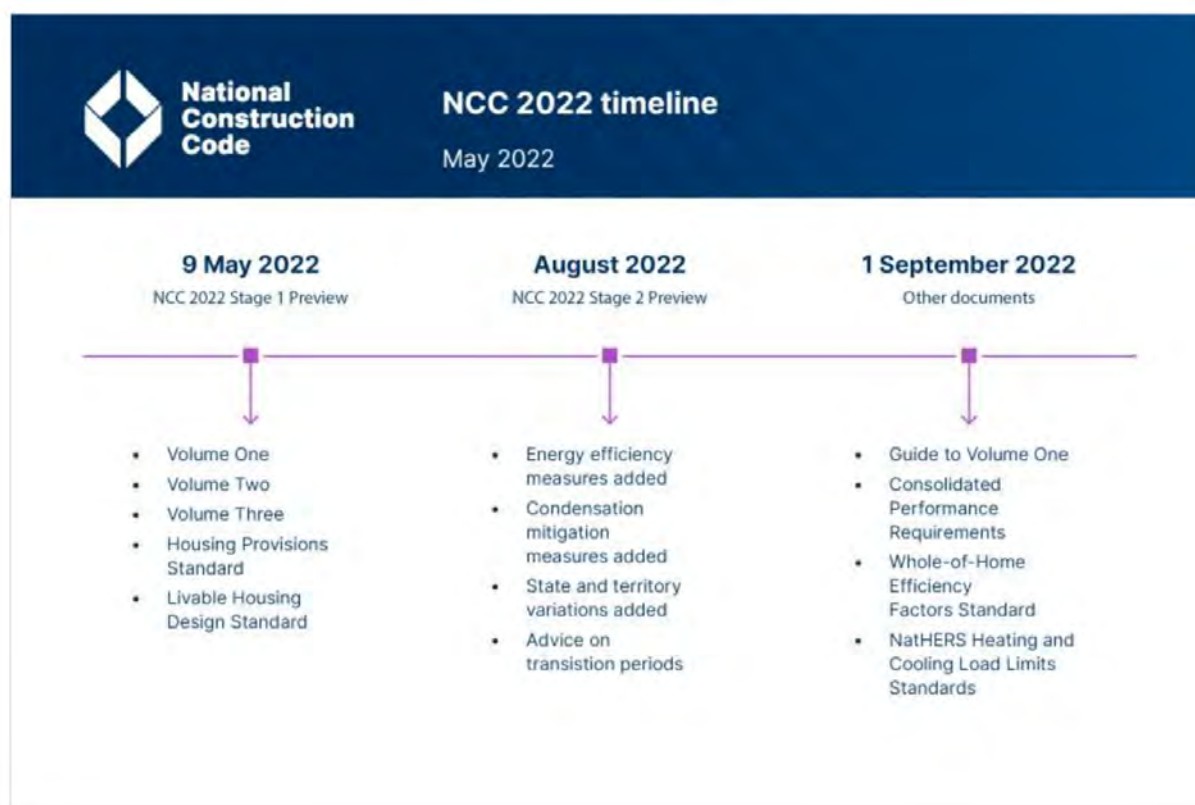 National
Construction
Code
NCC 2022 timeline
May 2022
9 May 2022
NCC 2022 Stage 1 Preview
August 2022
NCC 2022 Stage 2 Preview
1 September 2022
Other documents
• Volume One
• Volume Two
• Volume Three
• Housing Provisions
Standard
• Livable Housing
Design Standard
• Energy efficiency
measures added
• Condensation
mitigation
measures added
• State and territory
variations added
• Advice on
transistion periods
• Guide to Volume One
• Consolidated
Performance
Requirements
• Whole-of-Home
Efficiency
Factors Standard
• NatHERS Heating and
Cooling Load Limits
Standards